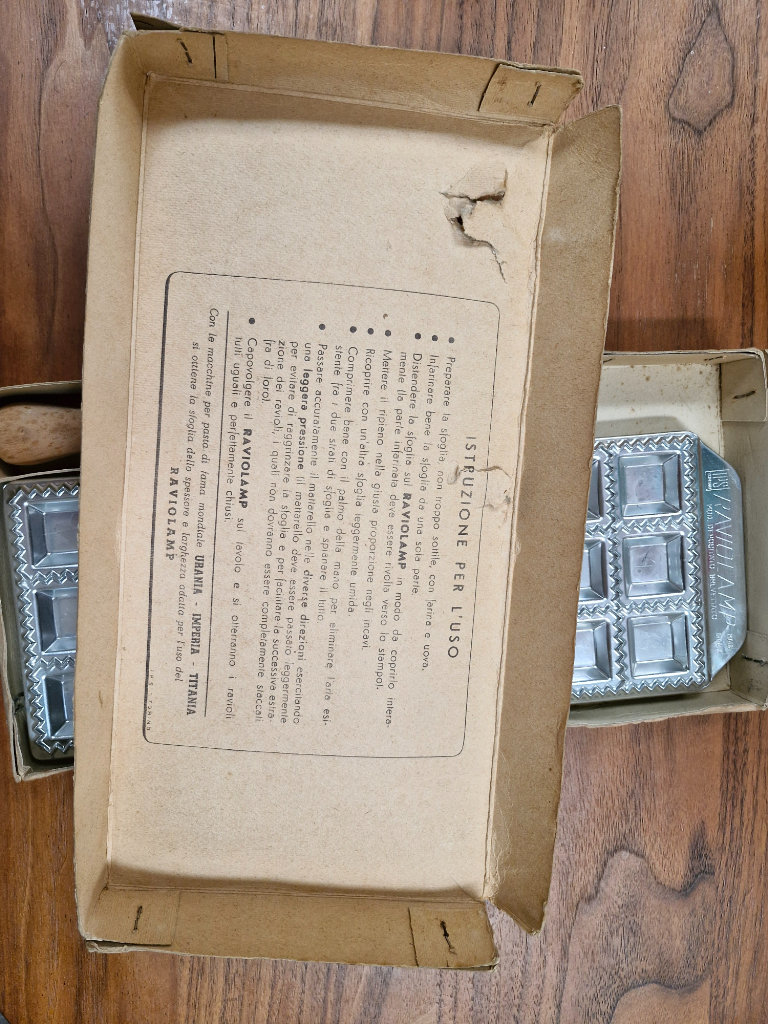 ISTRUZIONE PER L'USO
● Preparare la sfoglia, non troppo sottile, con farina e uova.
● Infarinare bene la sfoglia da una sola parte.
● Distendere la sfoglia sul RAVIOLAMP in modo da coprirlo intera-
mente (la parte infarinata deve essere rivolta verso lo stampo).
● Mettere il ripieno nella giusta proporzione negli incavi.
● Ricoprire con un'altra sfoglia leggermente umida.
● Comprimere bene con il palmo della mano per eliminare l'aria esi-
stente fra i due strati di sfoglia e spianare il tutto.
● Passare accuratamente il mattarello nelle diverse direzioni esercitando
una leggera pressione (il mattarello deve essere passato leggermente
per evitare di raggrinzare la sfoglia e per facilitare la successiva estra-
zione dei ravioli, i quali non dovranno essere completamente staccati
fra di loro).
● Capovolgere il RAVIOLAMP sul tavolo e si otterranno i ravioli
tutti uguali e perfettamente chiusi.
Con le macchine per pasta di fama mondiale URANIA - IMPERIA - TITANIA
si ottiene la sfoglia dello spessore e larghezza adatta per l'uso del
RAVIOLAMP
RAVIOLAMP